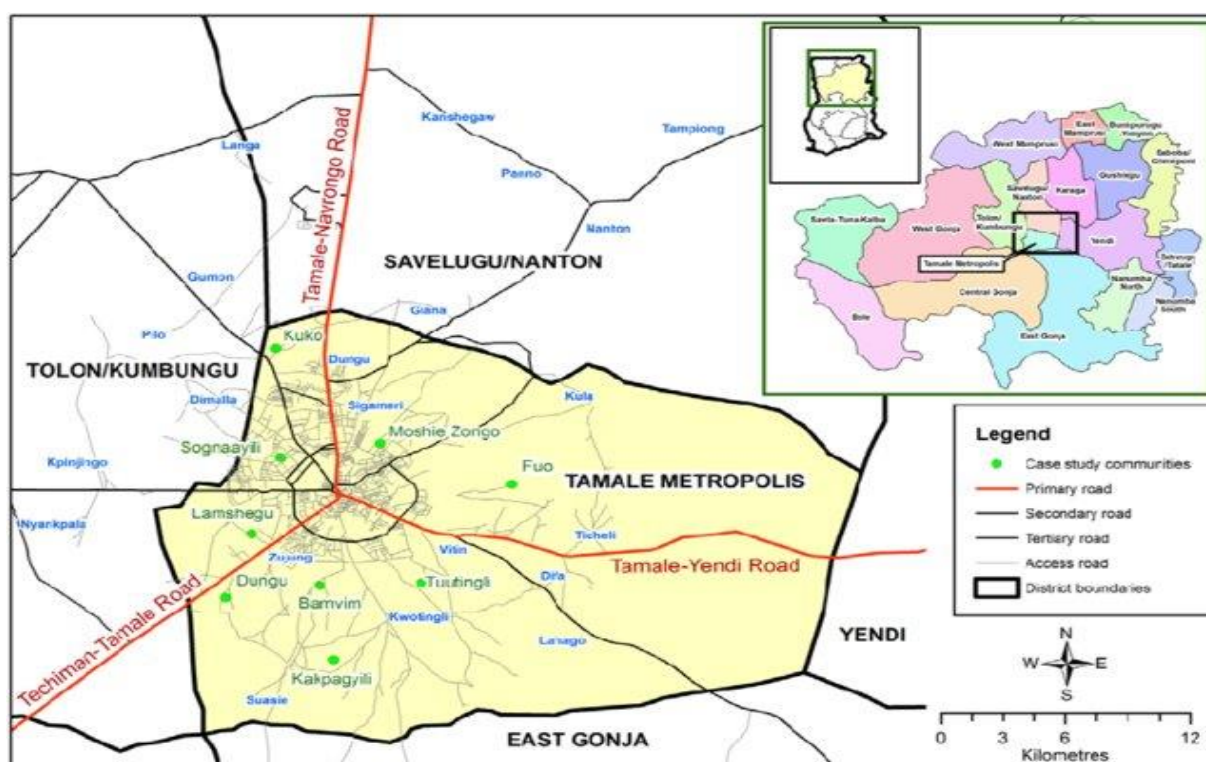 Langa
Kanshegaw
Tampiong
Panno
Nanton
Tamale-Navrongo Road
SAVELUGU/NANTON
Gumon
Giana
Pilo
Kuko
Dungu
TOLON/KUMBUNGU
Dimalla
Sigameri
Kula
Moshie Zongo
Sognaayili
Kpinjingo
Fuo
TAMALE METROPOLIS
Nyankpala
Lamshegu
Ticheli
Vitin
Tamale-Yendi Road
Dungu
Bamvim
Tuutingli
Difa
Kwotingli
Lahago
YENDI
Techiman-Tamale Road
Kakpagyili
Suasie
EAST GONJA
East
Mamprusi
West Mamprusi
Gushiegu
Karaga
Savelugu/
Nanton
Tolon/
Kumbungu
West Gonja
Sawla-Tuna-Kalba
Yendi
Tamale Metropolis
Central Gonja
Nanumba
North
Nanumba
South
Bole
East Gonja
Legend
Case study communities
Primary road
Secondary road
Tertiary road
Access road
District boundaries
N
W
E
S
0
3
6
12
Kilometres